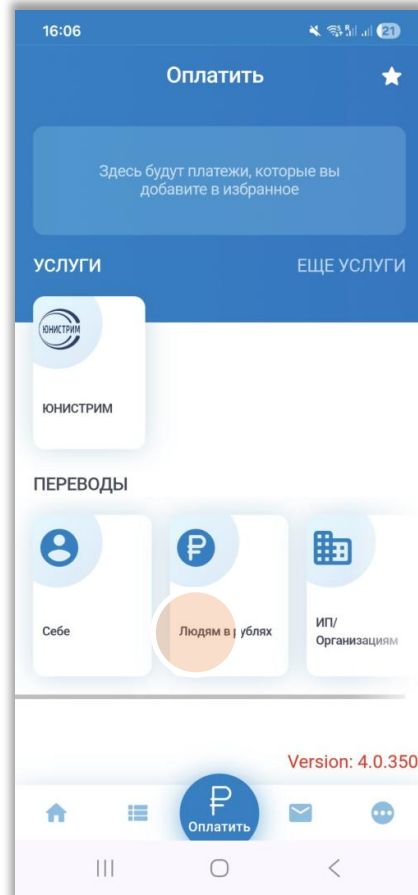 16:06
21
Оплатить
Здесь будут платежи, которые вы
добавите в избранное
УСЛУГИ
ЕЩЕ УСЛУГИ
ЮНИСТРИМ
ЮНИСТРИМ
ПЕРЕВОДЫ
Себе
Людям в рублях
ИП/
Организациям
Version: 4.0.350
Оплатить